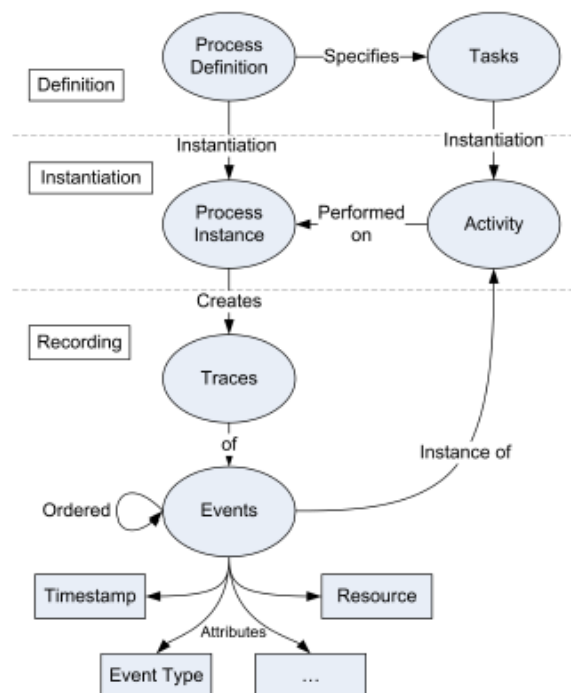 Process
Definition
Specifies
Tasks
Definition
Instantiation
Instantiation
Instantiation
Process
Instance
Performed
on
Activity
Creates
Recording
Traces
of
Instance of
Ordered
Events
Timestamp
Resource
Attributes
Event Type
...